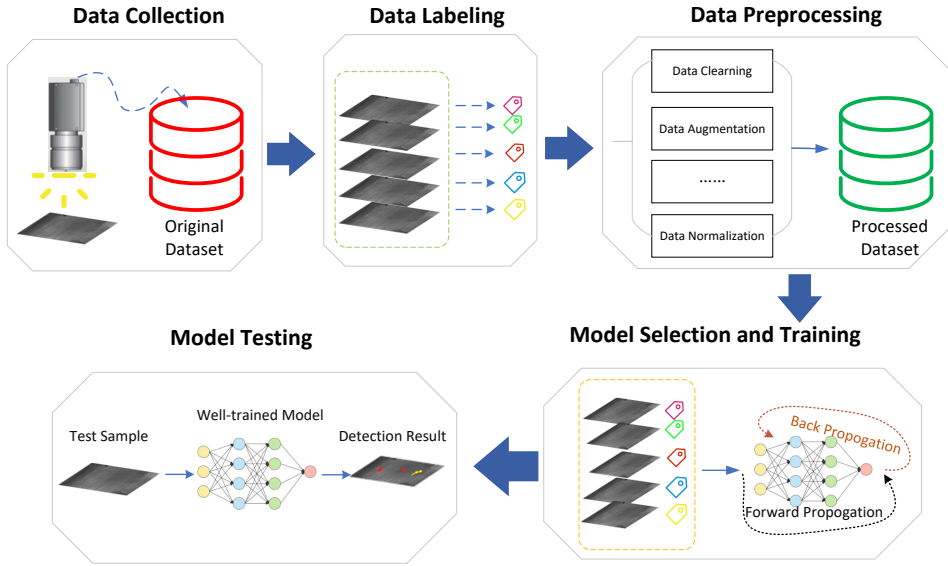 Data Collection
Original
Dataset
Data Labeling
Data Preprocessing
Data Clearning
Data Augmentation
......
Data Normalization
Processed
Dataset
Model Selection and Training
Back Propogation
Forward Propogation
Model Testing
Test Sample
Well-trained Model
Detection Result